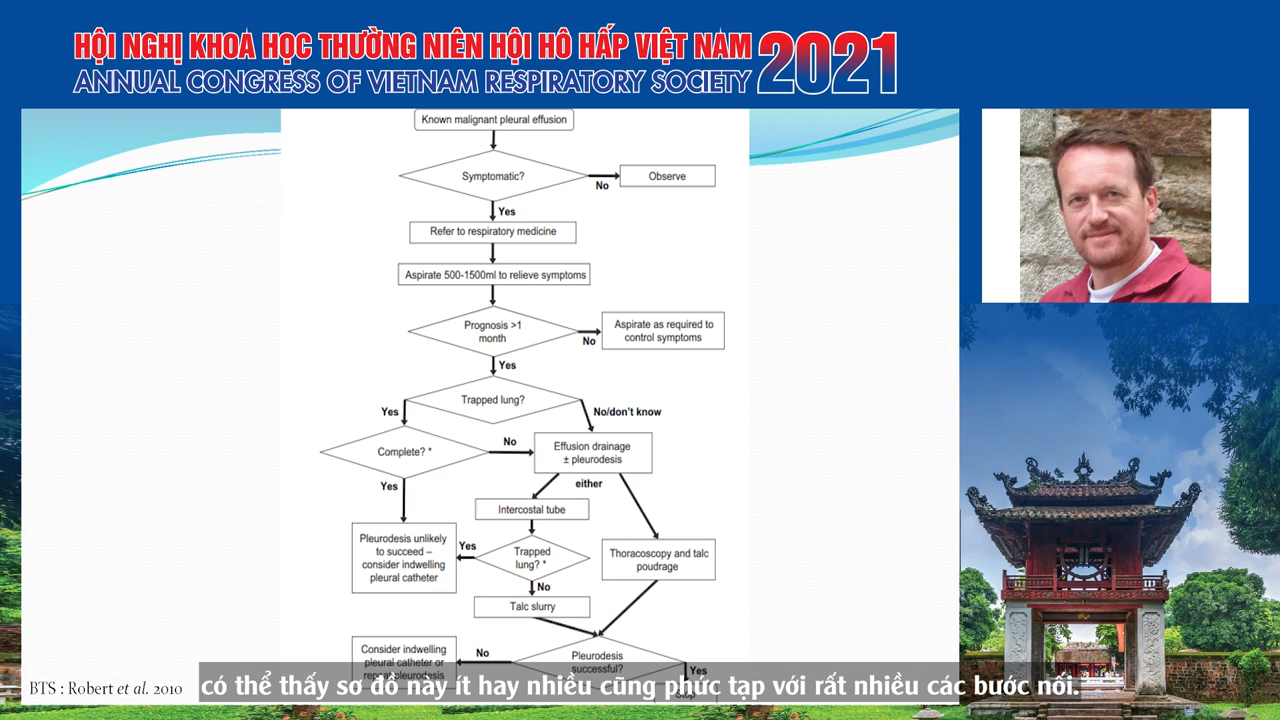 HỘI NGHỊ KHOA HỌC THƯỜNG NIÊN HỘI HÔ HẤP VIỆT NAM 2021
ANNUAL CONGRESS OF VIETNAM RESPIRATORY SOCIETY
Known malignant pleural effusion
Symptomatic?
No
Observe
Yes
Refer to respiratory medicine
Aspirate 500-1500ml to relieve symptoms
Prognosis >1
month
No
Aspirate as required to
control symptoms
Yes
Trapped lung?
Yes
No/don't know
Complete? *
No
Effusion drainage
± pleurodesis
Yes
either
Intercostal tube
Pleurodesis unlikely
to succeed –
consider indwelling
pleural catheter
Yes
Trapped
lung? *
Thoracoscopy and talc
poudrage
No
Talc slurry
Consider indwelling
pleural catheter or
repeat pleurodesis
No
Pleurodesis
successful?
Yes
Stop
BTS : Robert et al. 2010
có thể thấy sơ đồ này ít hay nhiều cũng phức tạp với rất nhiều các bước nối.